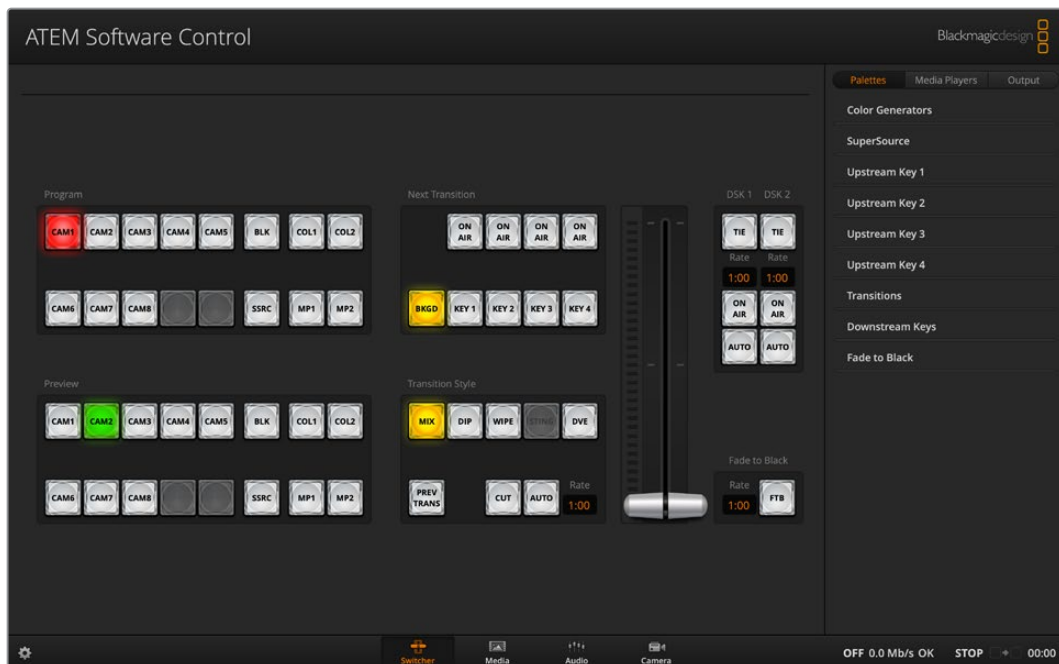 ATEM Software Control
Blackmagicdesign
Palettes Media Players Output
Color Generators
SuperSource
Upstream Key 1
Upstream Key 2
Upstream Key 3
Upstream Key 4
Transitions
Downstream Keys
Fade to Black
Program
CAM1 CAM2 CAM3 CAM4 CAM5 BLK COL1 COL2
CAM6 CAM7 CAM8 SSRC MP1 MP2
Next Transition
ON AIR ON AIR ON AIR ON AIR
BKGD KEY 1 KEY 2 KEY 3 KEY 4
DSK 1 DSK 2
TIE TIE
Rate Rate
1:00 1:00
ON AIR ON AIR
AUTO AUTO
Preview
CAM1 CAM2 CAM3 CAM4 CAM5 BLK COL1 COL2
CAM6 CAM7 CAM8 SSRC MP1 MP2
Transition Style
MIX DIP WIPE STING DVE
PREV TRANS CUT AUTO Rate 1:00
Fade to Black
Rate
1:00 FTB
Switcher Media Audio Camera
OFF 0.0 Mb/s OK STOP 00:00